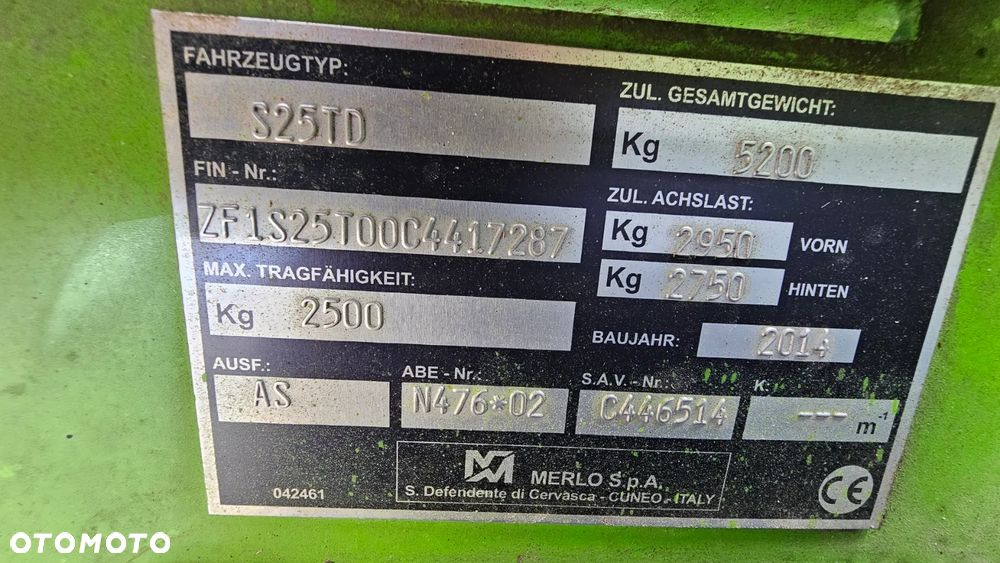 FAHRZEUGTYP:
S25TD
FIN - Nr.:
ZF1S25T00C4417287
MAX. TRAGFÄHIGKEIT:
Kg 2500
AUSF.:
AS
ABE - Nr.:
N476*02
ZUL. GESAMTGEWICHT:
Kg 5200
ZUL. ACHSLAST:
Kg 2950 VORN
Kg 2750 HINTEN
BAUJAHR: 2014
S.A.V. - Nr.:
C446514
K:
--- m-1
MERLO S.p.A.
S. Defendente di Cervasca - CUNEO - ITALY
042461
CE
OTOMOTO